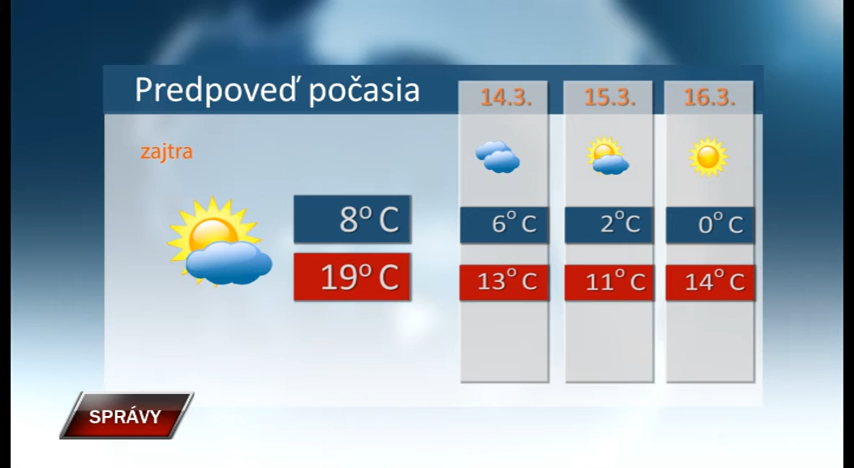 Predpoveď počasia
zajtra
8° C
19° C
14.3.
6° C
13° C
15.3.
2°C
11° C
16.3.
0° C
14° C
SPRÁVY